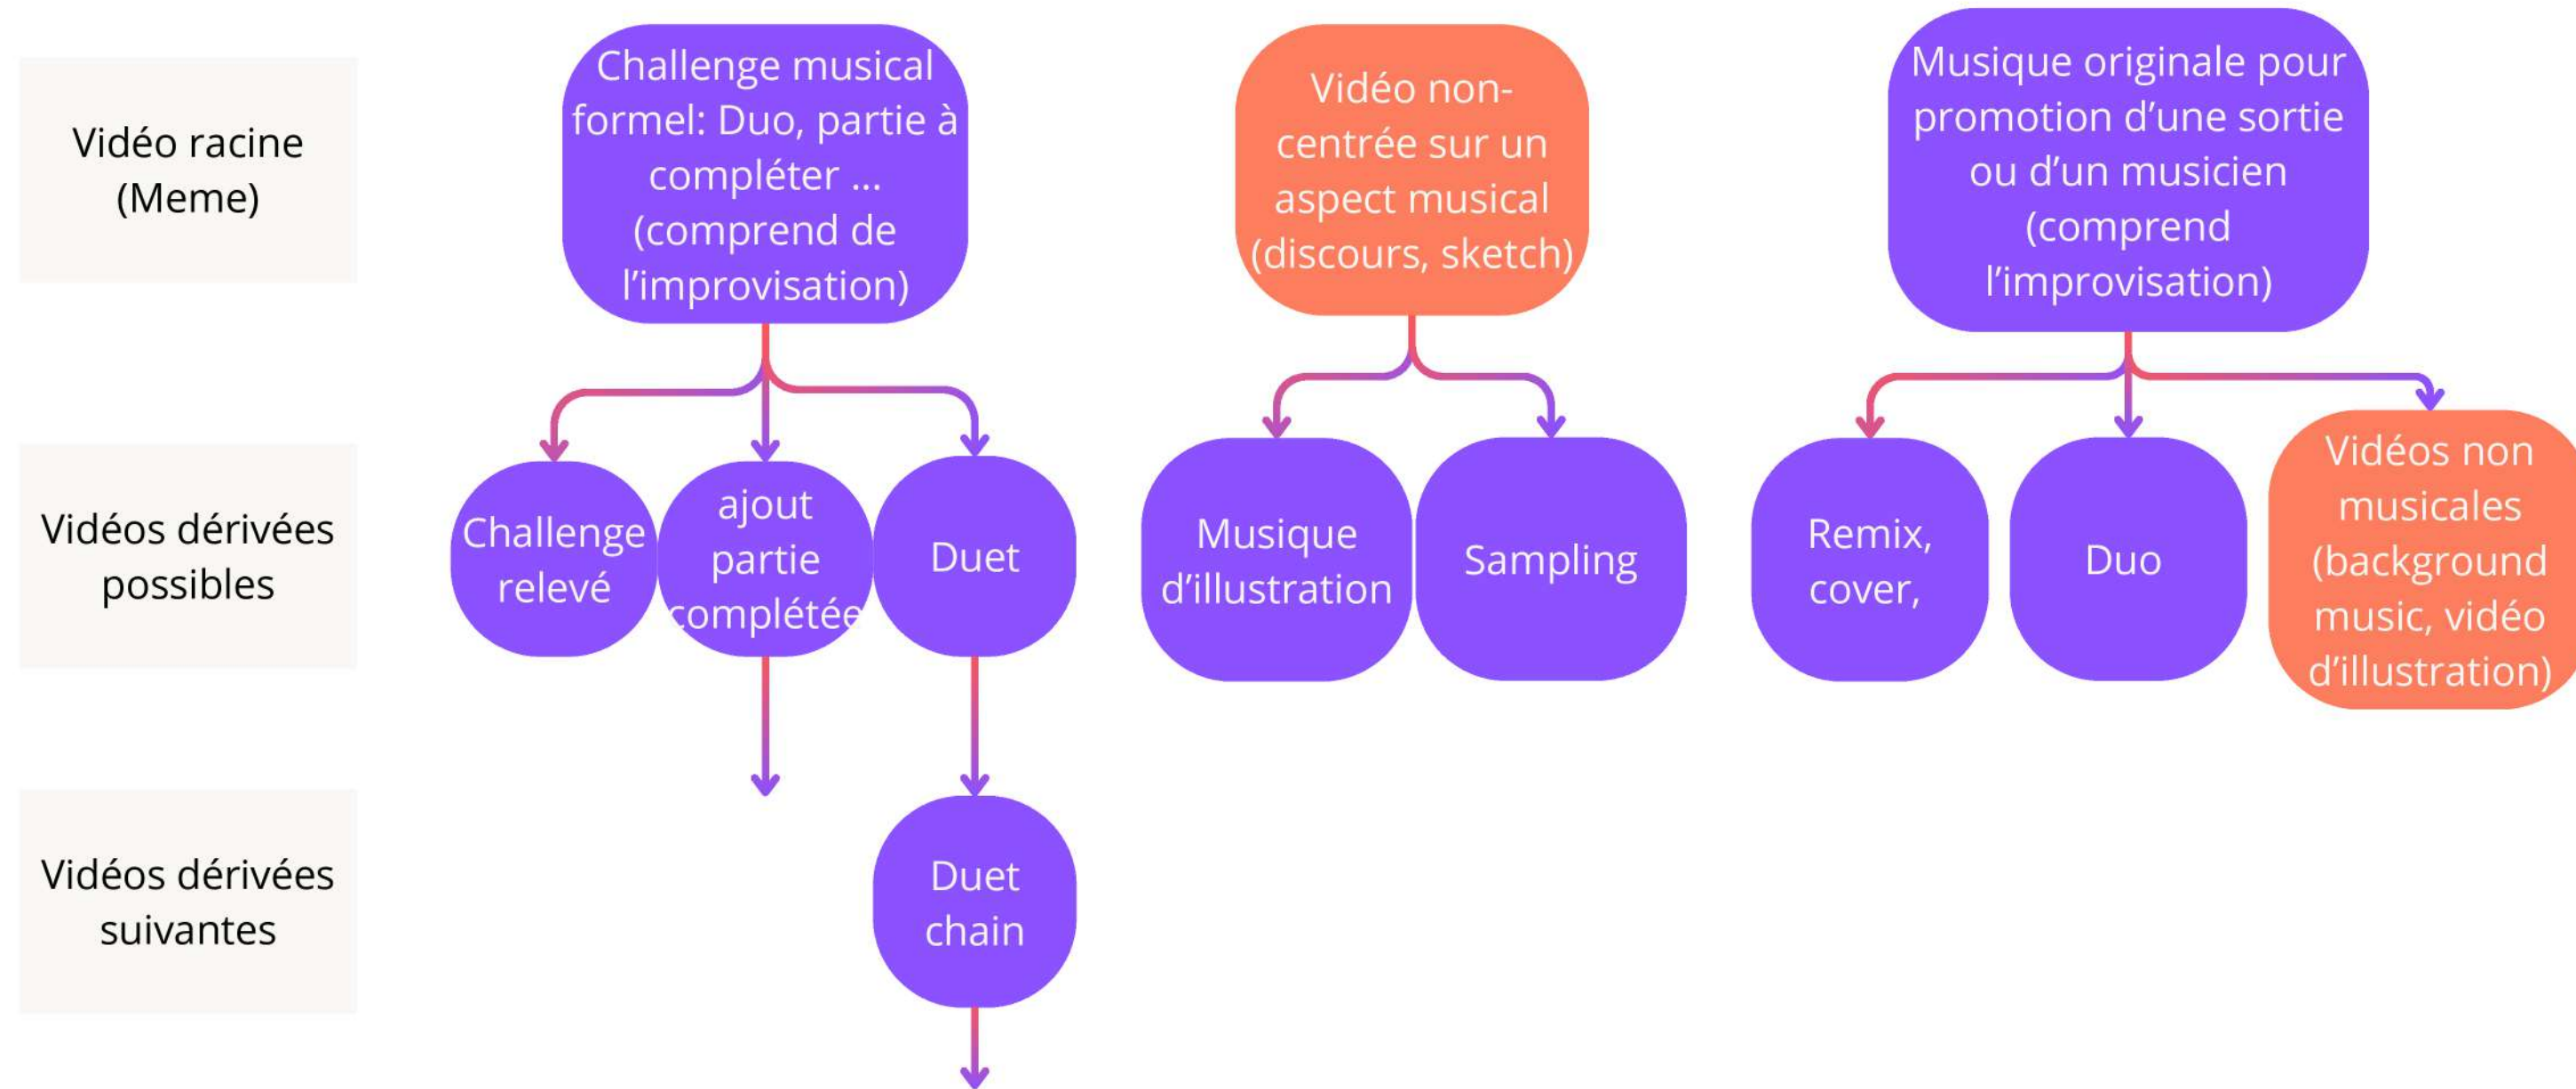 Vidéo racine
(Meme)
Challenge musical
formel: Duo, partie à
compléter ...
(comprend de
l'improvisation)
Vidéo non-
centrée sur un
aspect musical
(discours, sketch)
Musique originale pour
promotion d'une sortie
ou d'un musicien
(comprend
l'improvisation)
Vidéos dérivées
possibles
Challenge
relevé
ajout
partie
complétée
Duet
Musique
d'illustration
Sampling
Remix,
cover,
Duo
Vidéos non
musicales
(background
music, vidéo
d'illustration)
Vidéos dérivées
suivantes
Duet
chain